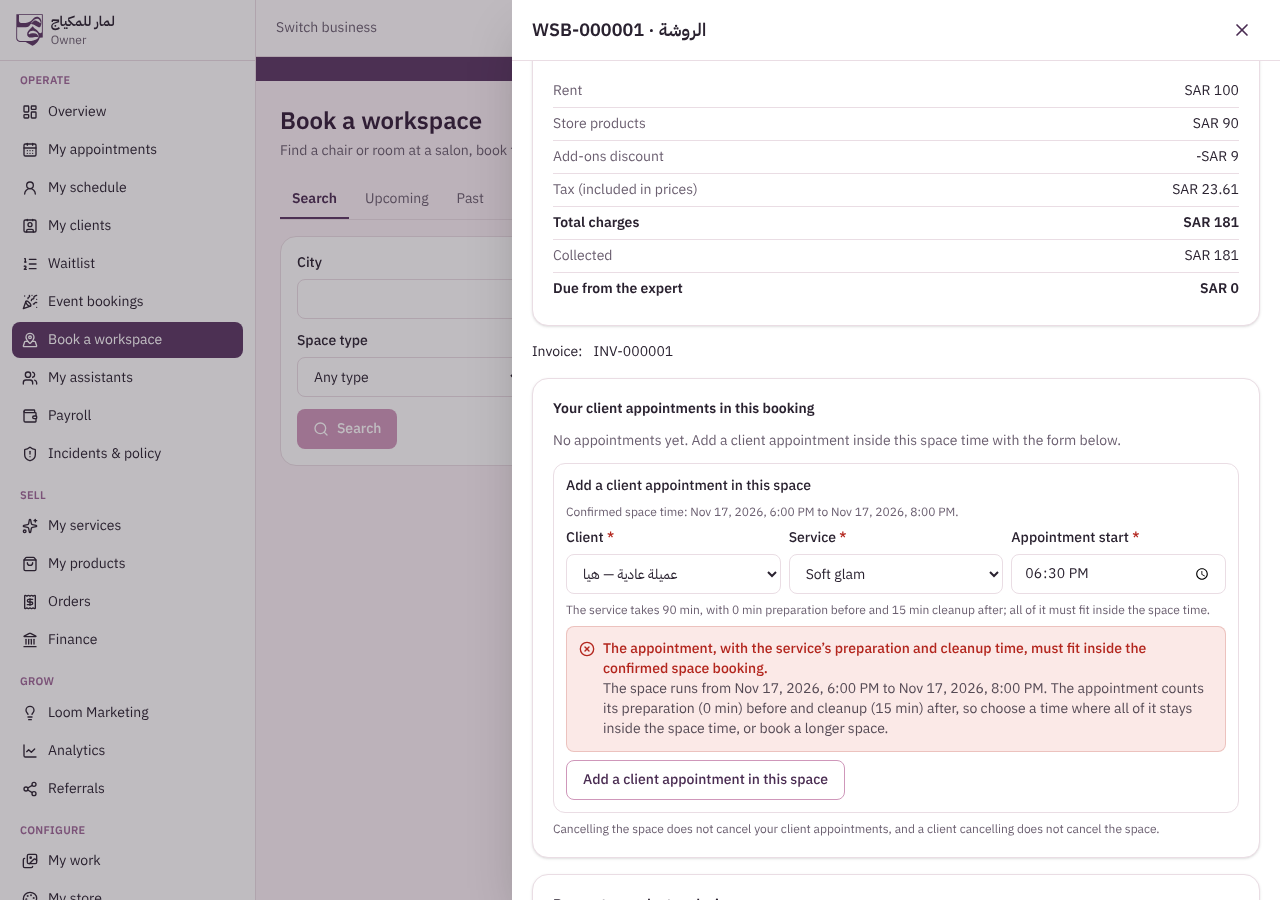 لمار للمكياج
Owner
OPERATE
Overview
My appointments
My schedule
My clients
Waitlist
Event bookings
Book a workspace
My assistants
Payroll
Incidents & policy
SELL
My services
My products
Orders
Finance
GROW
Loom Marketing
Analytics
Referrals
CONFIGURE
My work
My store
Switch business
Book a workspace
Find a chair or room at a salon, book
Search
Upcoming
Past
City
Space type
Any type
Search
WSB-000001 · الروشة
Rent SAR 100
Store products SAR 90
Add-ons discount -SAR 9
Tax (included in prices) SAR 23.61
Total charges SAR 181
Collected SAR 181
Due from the expert SAR 0
Invoice: INV-000001
Your client appointments in this booking
No appointments yet. Add a client appointment inside this space time with the form below.
Add a client appointment in this space
Confirmed space time: Nov 17, 2026, 6:00 PM to Nov 17, 2026, 8:00 PM.
Client * Service * Appointment start *
عميلة عادية — هيا Soft glam 06:30 PM
The service takes 90 min, with 0 min preparation before and 15 min cleanup after; all of it must fit inside the space time.
The appointment, with the service’s preparation and cleanup time, must fit inside the
confirmed space booking.
The space runs from Nov 17, 2026, 6:00 PM to Nov 17, 2026, 8:00 PM. The appointment counts
its preparation (0 min) before and cleanup (15 min) after, so choose a time where all of it stays
inside the space time, or book a longer space.
Add a client appointment in this space
Cancelling the space does not cancel your client appointments, and a client cancelling does not cancel the space.